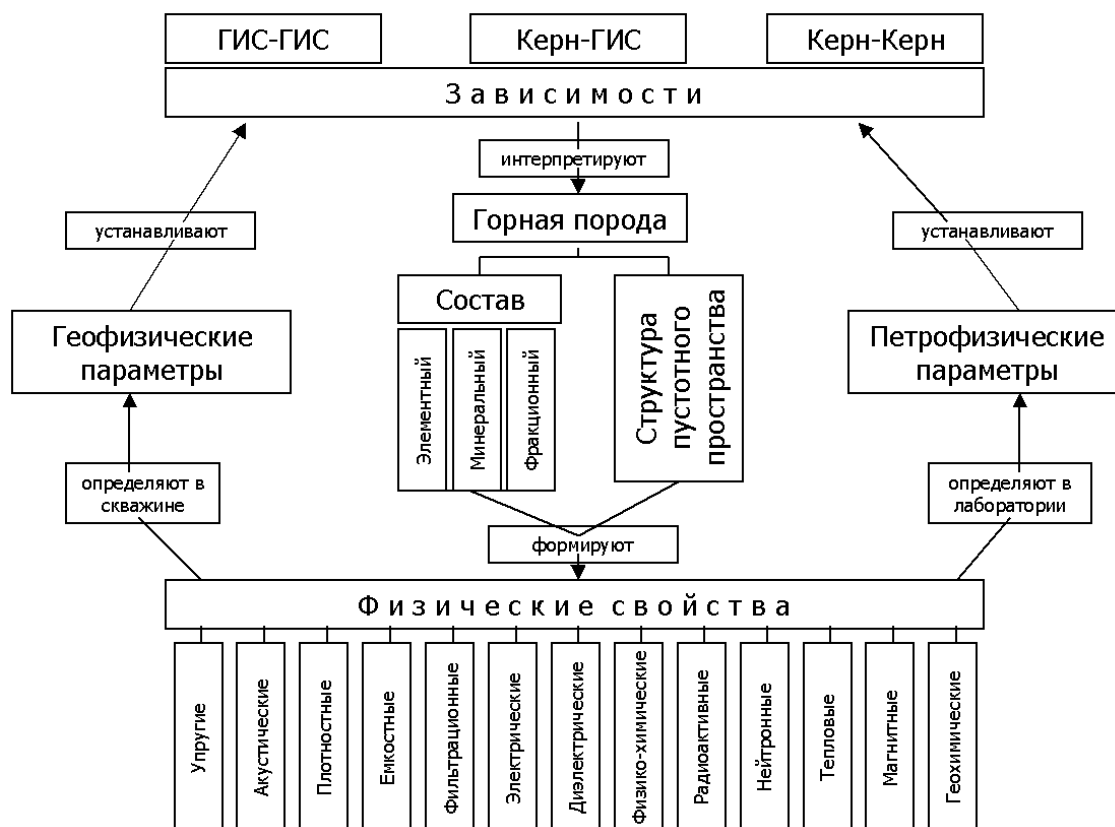 ГИС-ГИС
Керн-ГИС
Керн-Керн
Зависимости
интерпретируют
Горная порода
устанавливают
устанавливают
Состав
Элементный
Минеральный
Фракционный
Структура
пустотного
пространства
Геофизические
параметры
Петрофизические
параметры
определяют в
скважине
определяют в
лаборатории
формируют
Физические свойства
Упругие
Акустические
Плотностные
Емкостные
Фильтрационные
Электрические
Диэлектрические
Физико-химические
Радиоактивные
Нейтронные
Тепловые
Магнитные
Геохимические